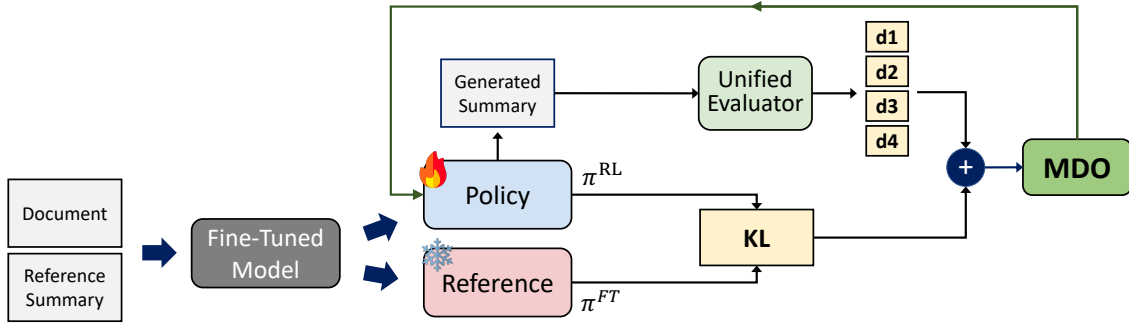 Document
Reference
Summary
Fine-Tuned
Model
Generated
Summary
Policy
Reference
π^RL
π^FT
Unified
Evaluator
d1
d2
d3
d4
KL
+
MDO